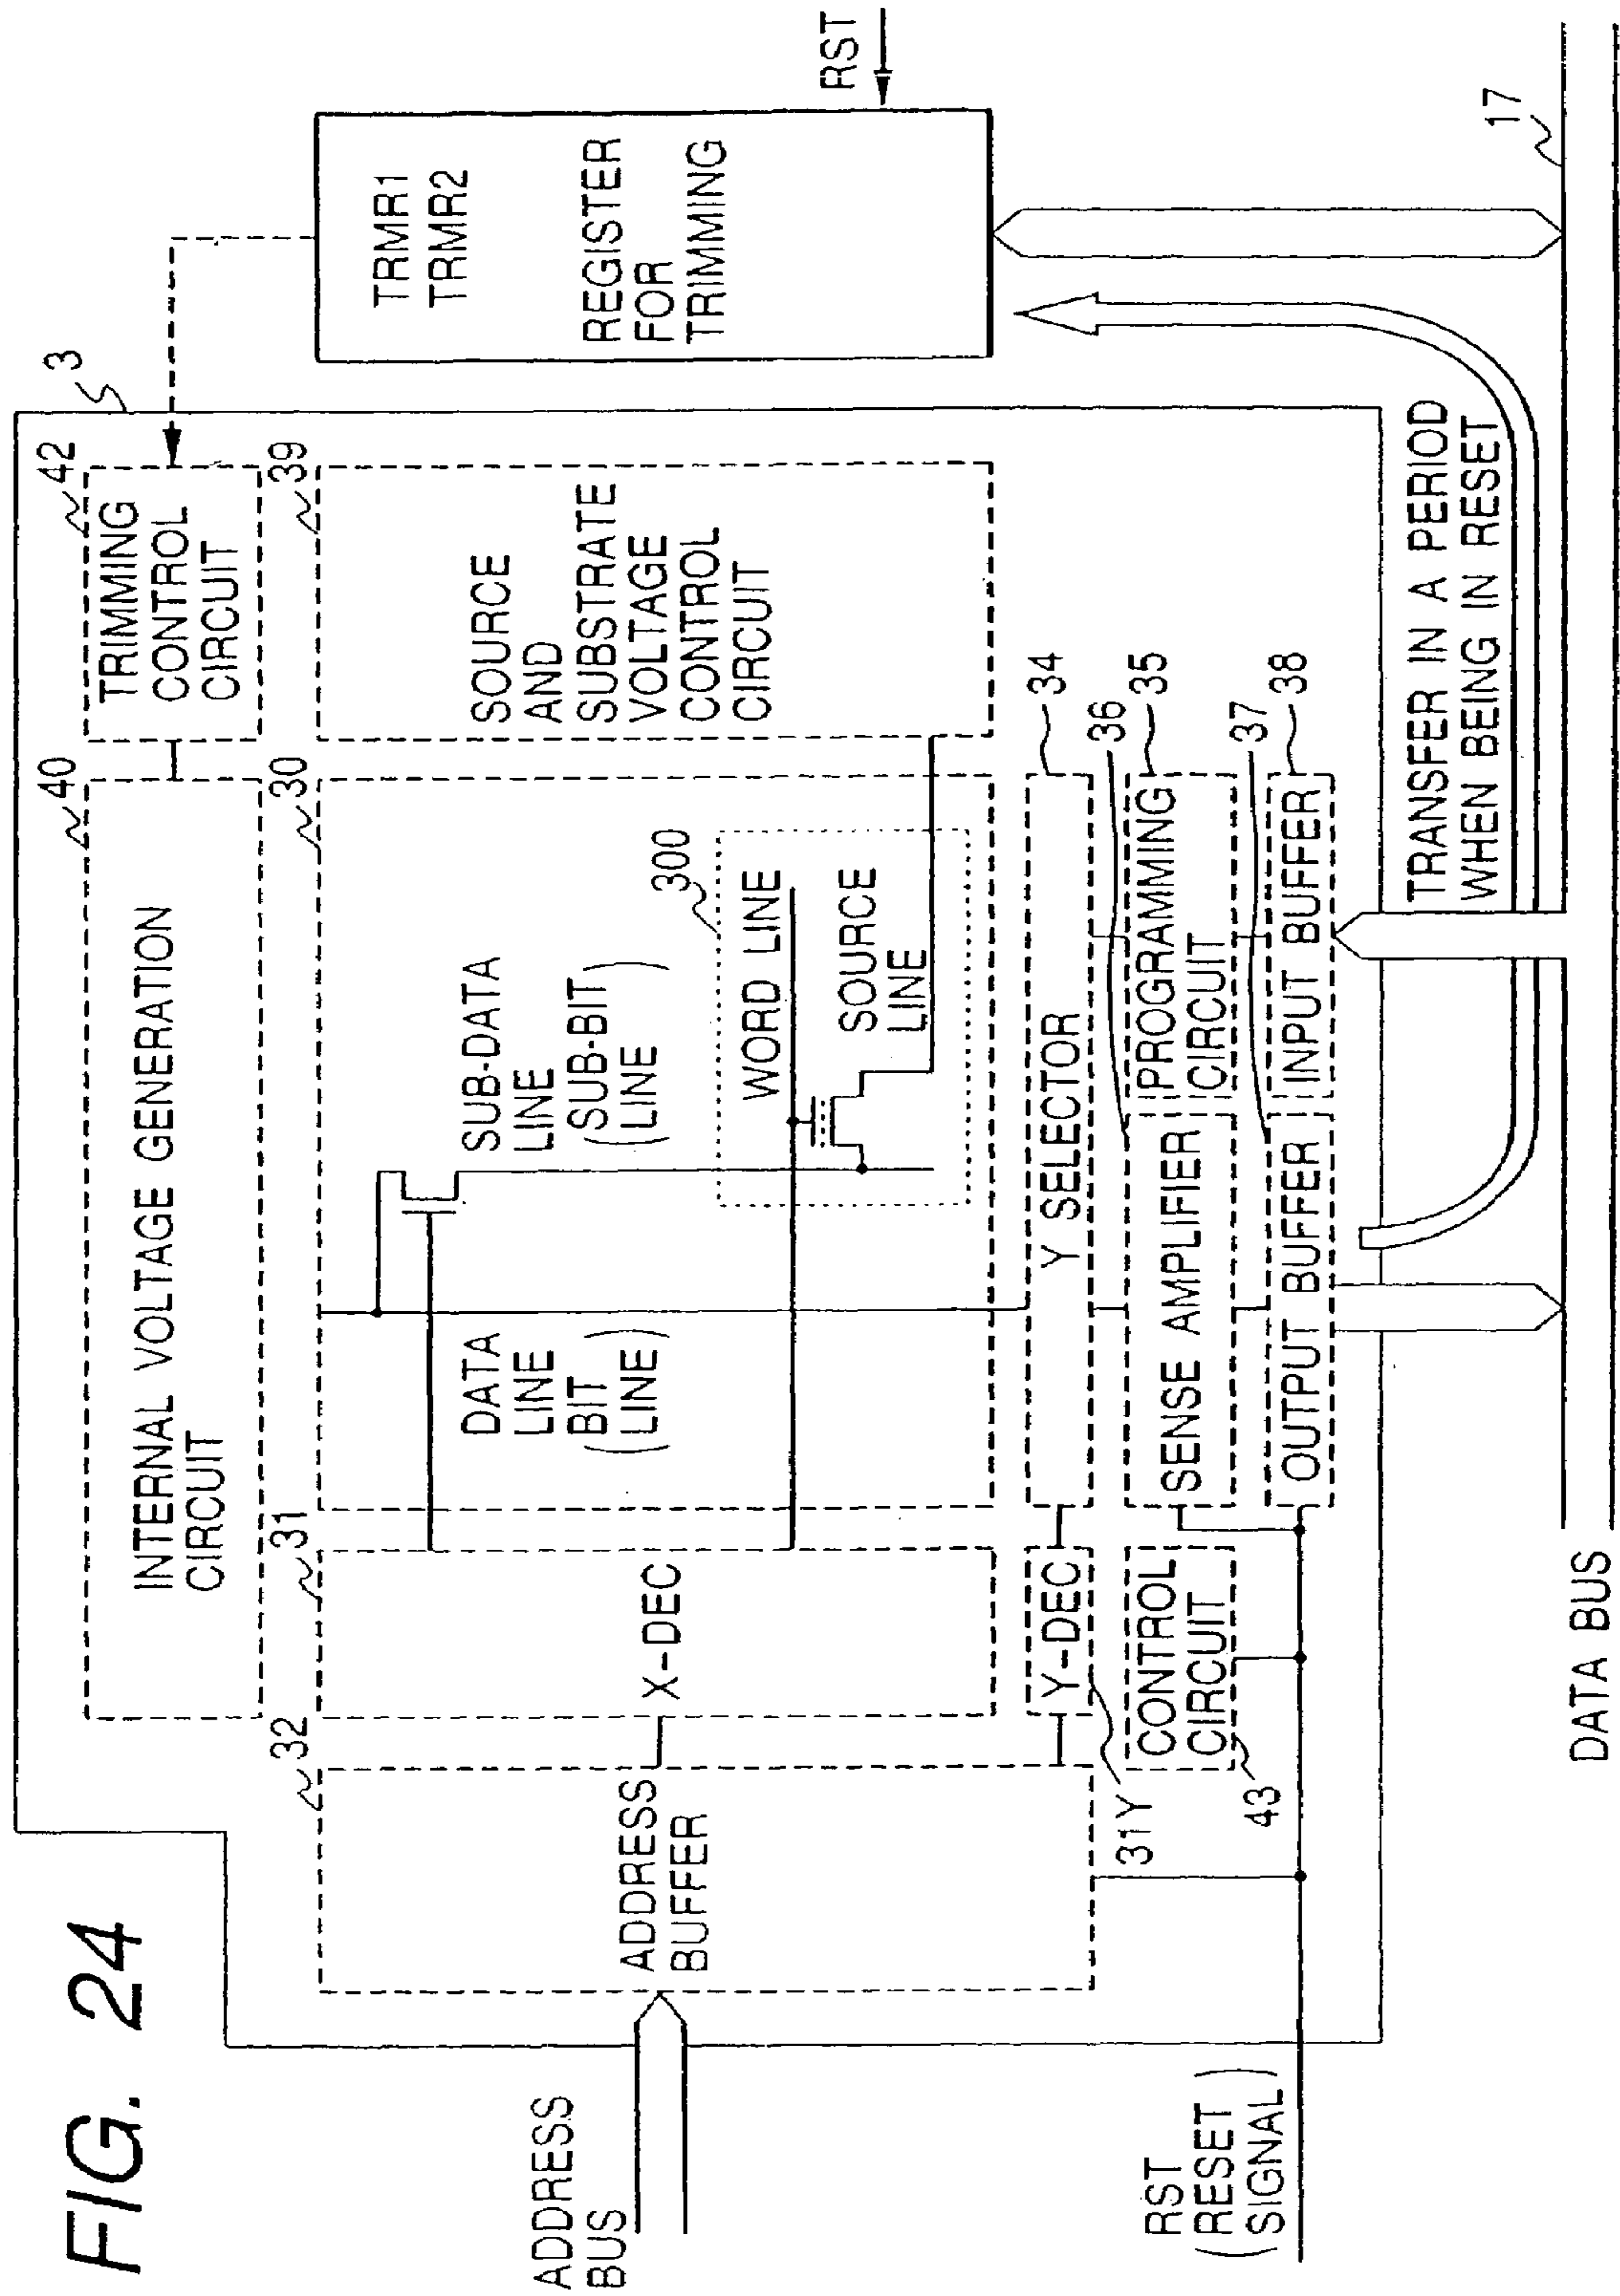 FIG. 24
3
40
42
INTERNAL VOLTAGE GENERATION
CIRCUIT
TRIMMING
CONTROL
CIRCUIT
32
31
30
39
ADDRESS
BUS
ADDRESS
BUFFER
X-DEC
DATA
LINE
BIT
(LINE)
SUB-DATA
LINE
(SUB-BIT
LINE)
300
WORD LINE
SOURCE
LINE
SOURCE
AND
SUBSTRATE
VOLTAGE
CONTROL
CIRCUIT
TRMR1
TRMR2
REGISTER
FOR
TRIMMING
RST
31Y
Y-DEC
Y SELECTOR
34
43
CONTROL
CIRCUIT
SENSE AMPLIFIER
36
PROGRAMMING
CIRCUIT
35
OUTPUT BUFFER
37
INPUT BUFFER
38
RST
(RESET
SIGNAL)
TRANSFER IN A PERIOD
WHEN BEING IN RESET
17
DATA BUS